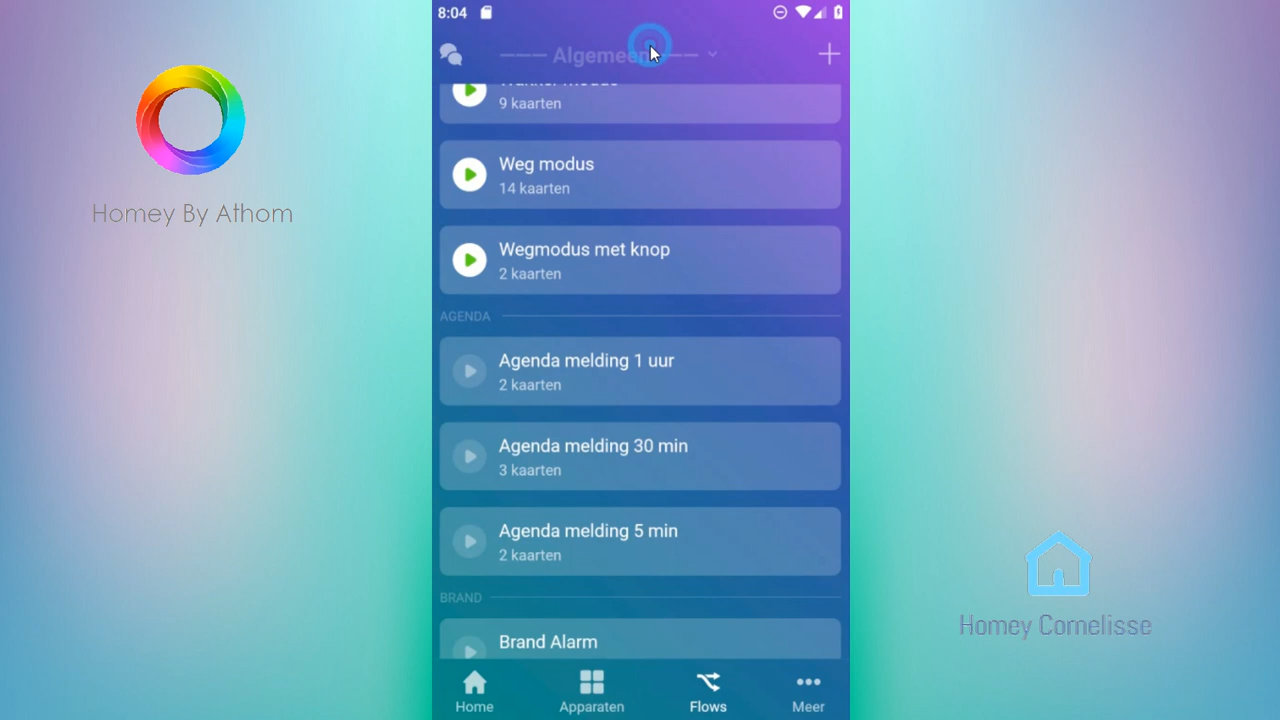 8:04
——— Algemeen ———
9 kaarten
Weg modus
14 kaarten
Wegmodus met knop
2 kaarten
AGENDA
Agenda melding 1 uur
2 kaarten
Agenda melding 30 min
3 kaarten
Agenda melding 5 min
2 kaarten
BRAND
Brand Alarm
Home
Apparaten
Flows
Meer
Homey By Athom
Homey Cornelisse